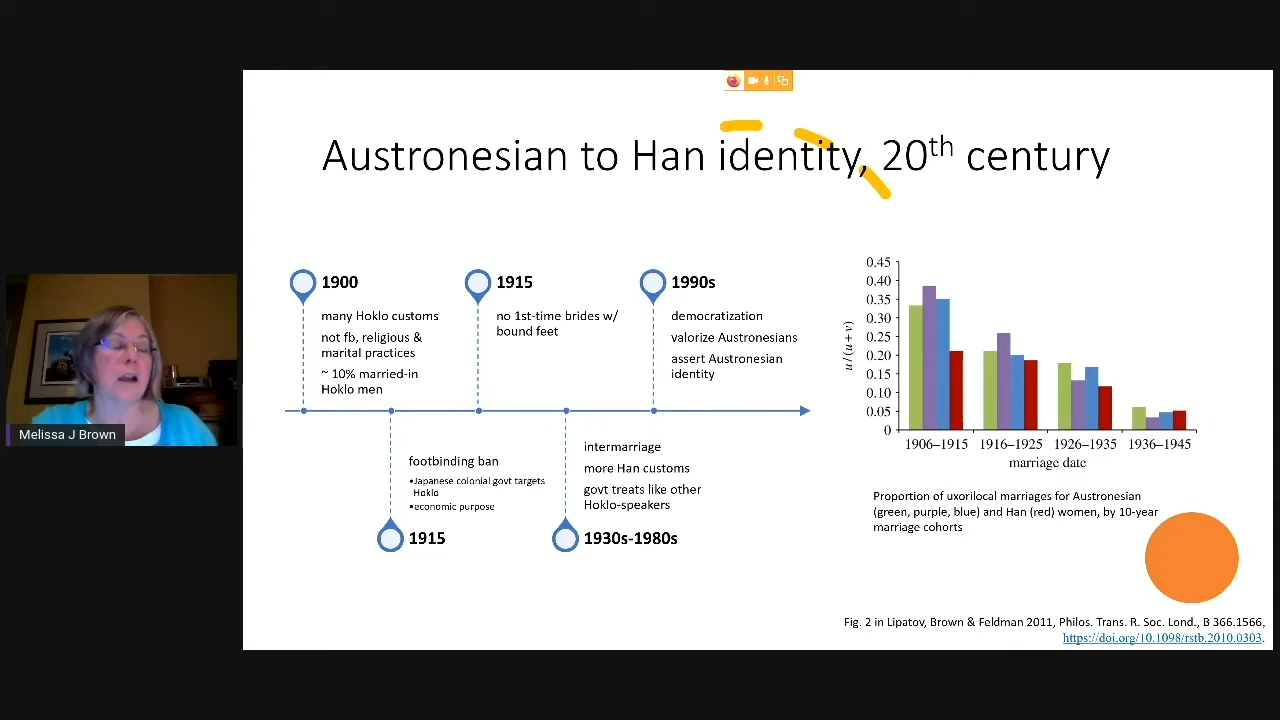 Austronesian to Han identity, 20th century
1900
many Hoklo customs
not fb, religious &
marital practices
~ 10% married-in
Hoklo men
1915
no 1st-time brides w/
bound feet
1990s
democratization
valorize Austronesians
assert Austronesian
identity
footbinding ban
•Japanese colonial govt targets
Hoklo
•economic purpose
1915
intermarriage
more Han customs
govt treats like other
Hoklo-speakers
1930s-1980s
u/(u+v)
0.45
0.40
0.35
0.30
0.25
0.20
0.15
0.10
0.05
0
1906–1915 1916–1925 1926–1935 1936–1945
marriage date
Proportion of uxorilocal marriages for Austronesian
(green, purple, blue) and Han (red) women, by 10-year
marriage cohorts
Fig. 2 in Lipatov, Brown & Feldman 2011, Philos. Trans. R. Soc. Lond., B 366.1566,
https://doi.org/10.1098/rstb.2010.0303.
Melissa J Brown